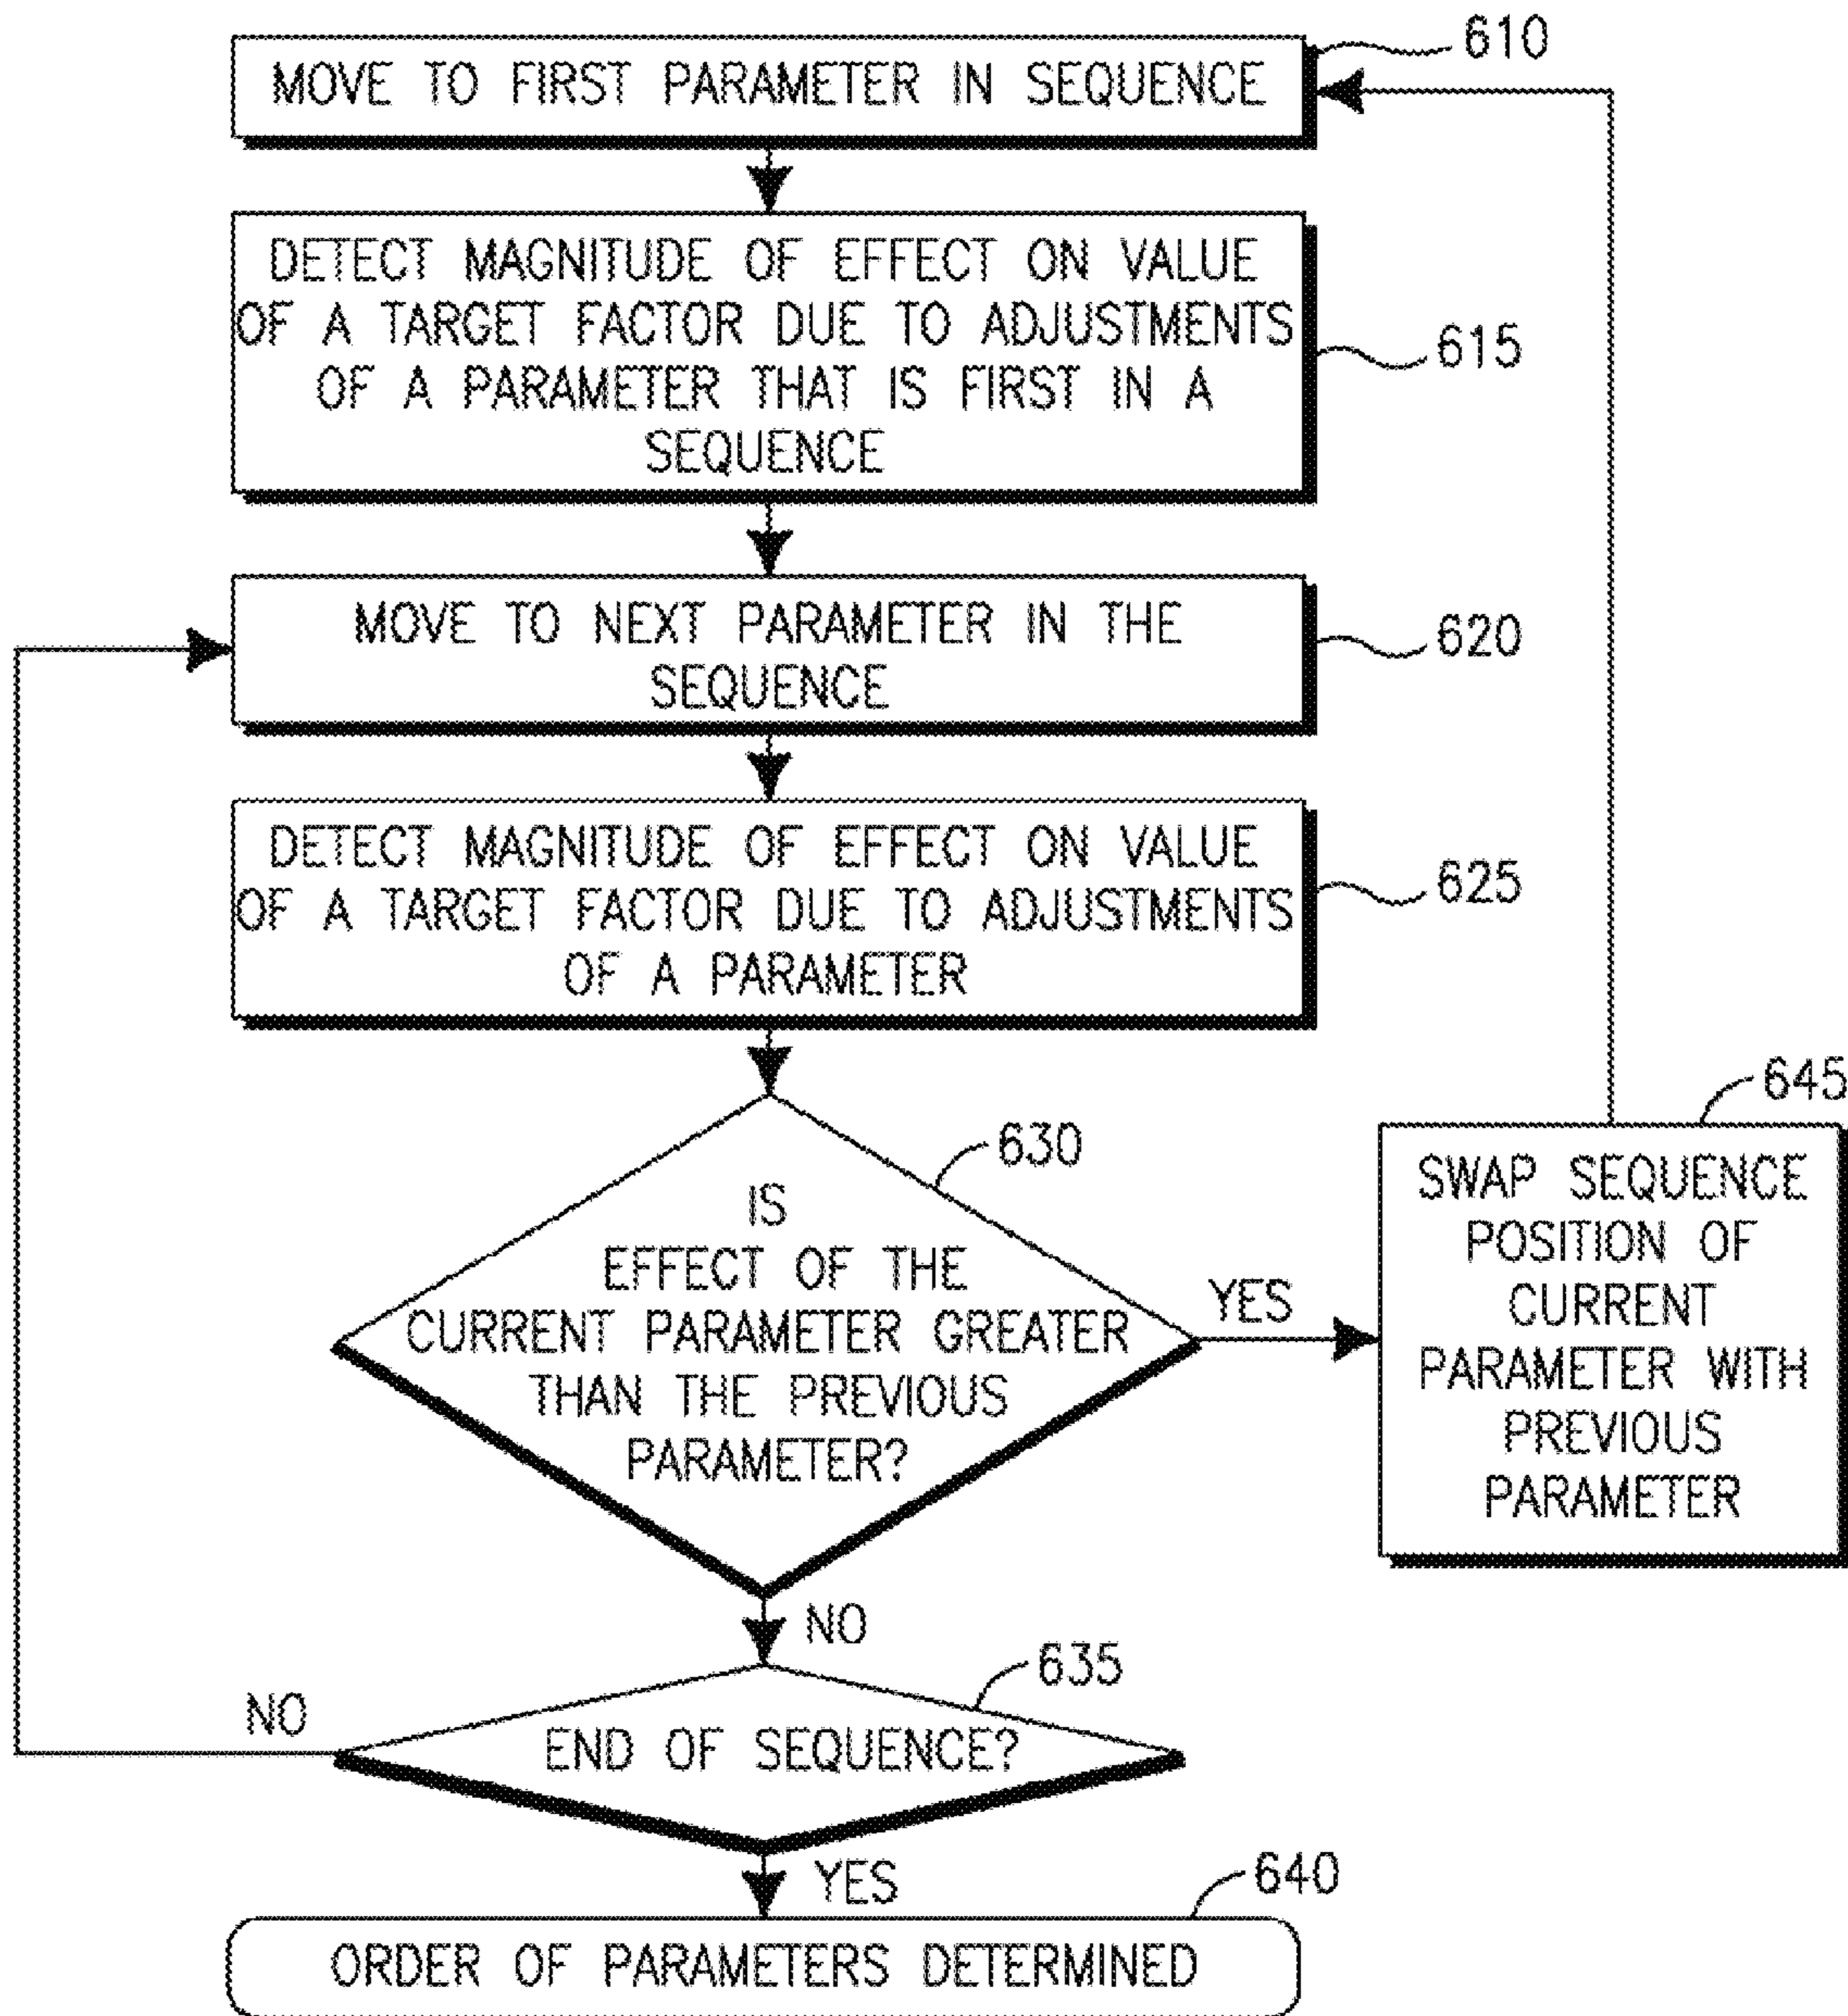 610
MOVE TO FIRST PARAMETER IN SEQUENCE
DETECT MAGNITUDE OF EFFECT ON VALUE
OF A TARGET FACTOR DUE TO ADJUSTMENTS
OF A PARAMETER THAT IS FIRST IN A
SEQUENCE
615
MOVE TO NEXT PARAMETER IN THE
SEQUENCE
620
DETECT MAGNITUDE OF EFFECT ON VALUE
OF A TARGET FACTOR DUE TO ADJUSTMENTS
OF A PARAMETER
625
630
IS
EFFECT OF THE
CURRENT PARAMETER GREATER
THAN THE PREVIOUS
PARAMETER?
YES
645
SWAP SEQUENCE
POSITION OF
CURRENT
PARAMETER WITH
PREVIOUS
PARAMETER
NO
635
END OF SEQUENCE?
NO
YES
640
ORDER OF PARAMETERS DETERMINED